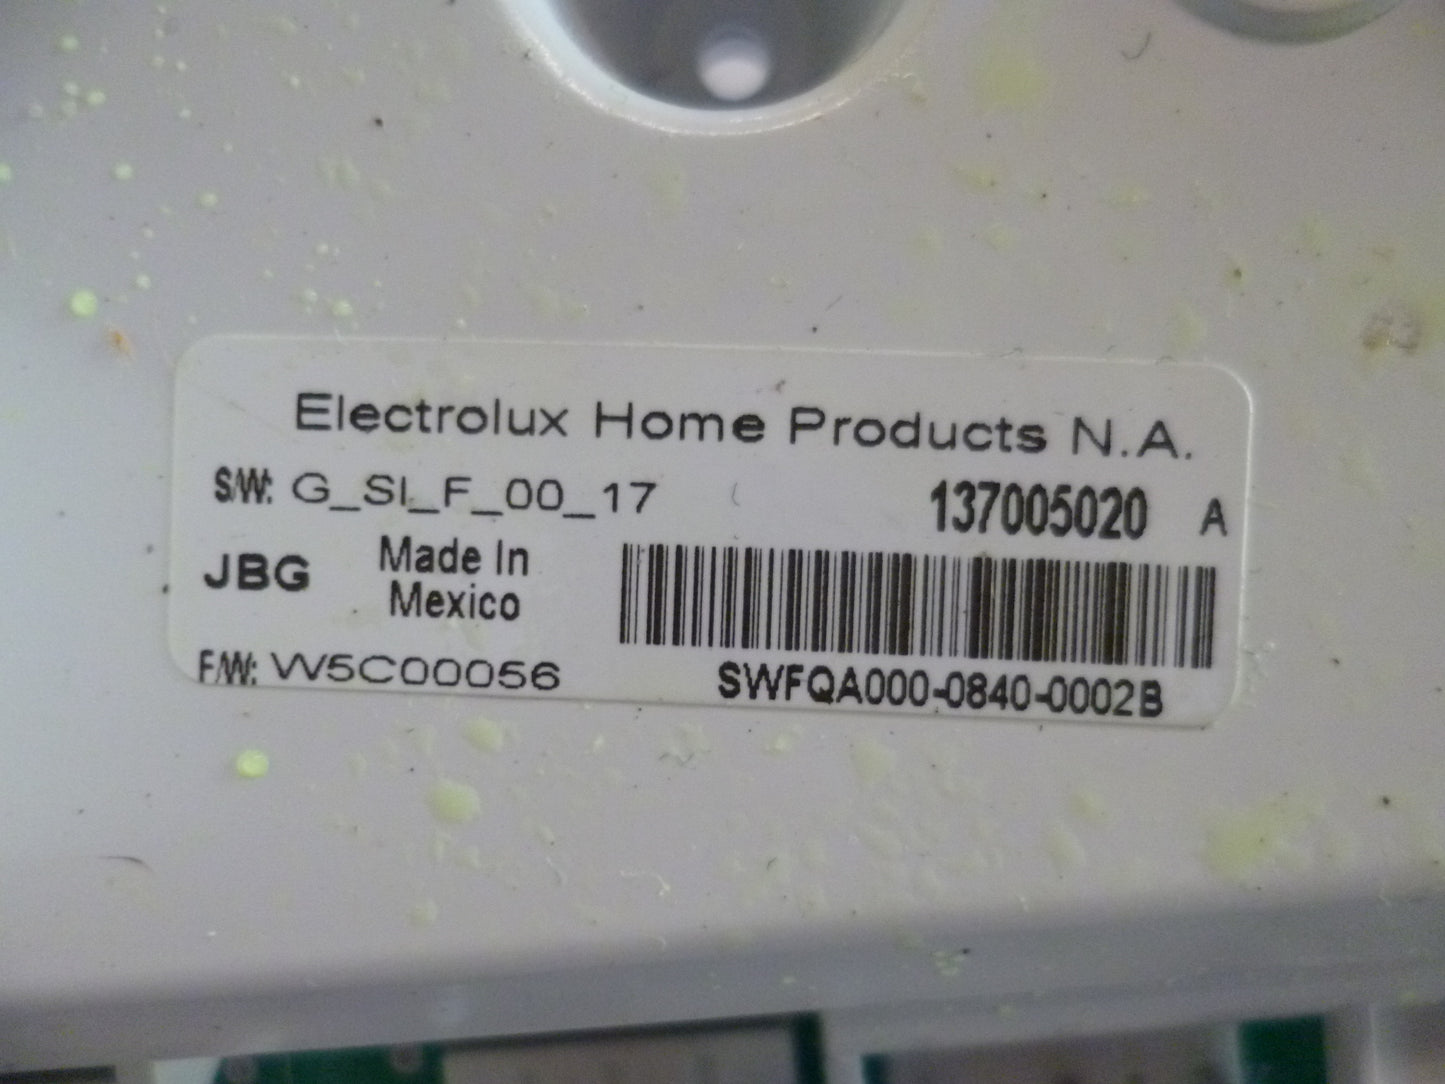 Electrolux Home Products N.A.
S/W: G_SI_F_00_17
137005020 A
JBG
Made In
Mexico
F/W: W5C00056
SWFQA000-0840-0002B